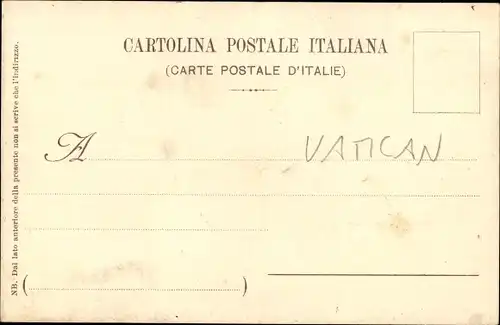 CARTOLINA POSTALE ITALIANA
(CARTE POSTALE D'ITALIE)
A
VATICAN
( )
NB. Dal lato anteriore della presente non si scrive che l'indirizzo.